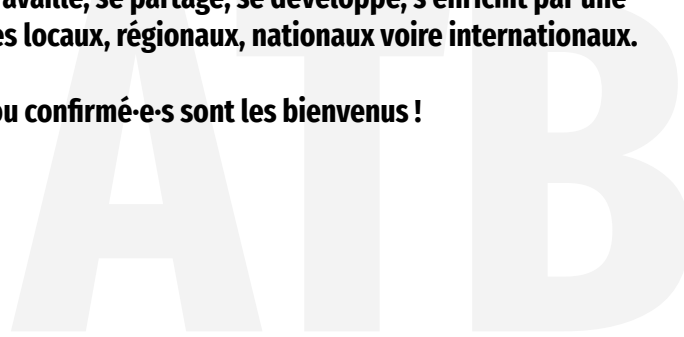 se partage, se développe, s'enrichit par une
locaux, régionaux, nationaux voire internationaux.
ou confirmé·e·s sont les bienvenus !
ATB